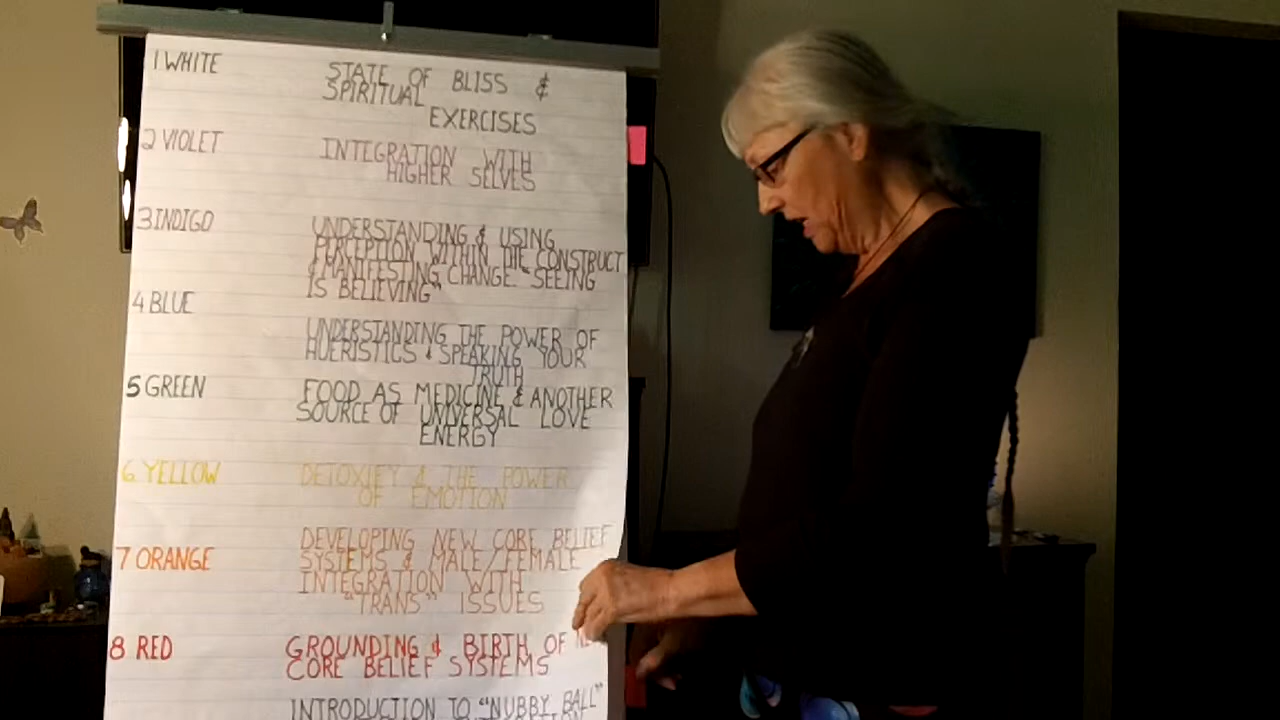 1 WHITE STATE OF BLISS &
SPIRITUAL
EXERCISES
2 VIOLET INTEGRATION WITH
HIGHER SELVES
3 INDIGO UNDERSTANDING & USING
PERCEPTION WITHIN THE CONSTRUCT
& MANIFESTING CHANGE. "SEEING
IS BELIEVING"
4 BLUE
UNDERSTANDING THE POWER OF
HUERISTICS & SPEAKING YOUR
TRUTH
5 GREEN FOOD AS MEDICINE & ANOTHER
SOURCE OF UNIVERSAL LOVE
ENERGY
6 YELLOW DETOXIFY & THE POWER
OF EMOTION
DEVELOPING NEW CORE BELIEF
7 ORANGE SYSTEMS & MALE/FEMALE
INTEGRATION WITH
"TRANS" ISSUES
8 RED GROUNDING & BIRTH OF
CORE BELIEF SYSTEMS
INTRODUCTION TO "NUBBY BALL"